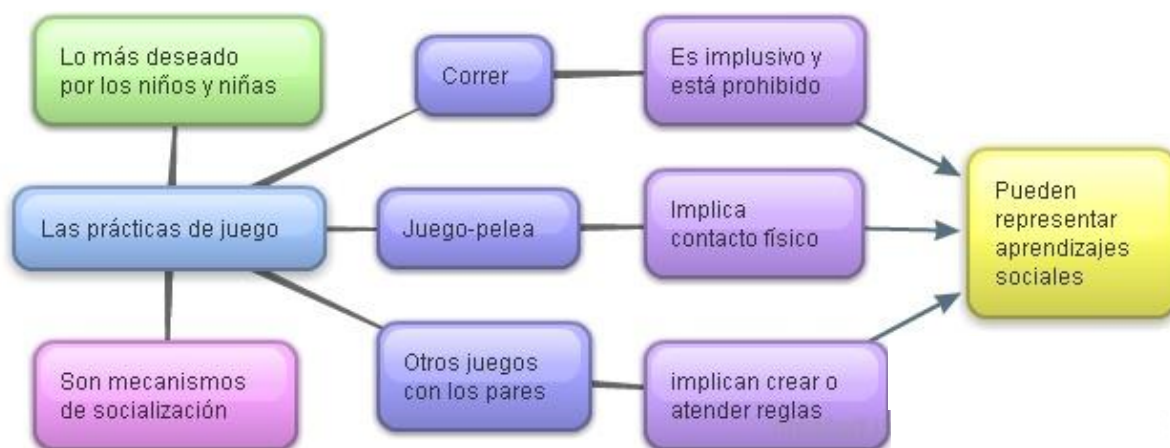 Lo más deseado
por los niños y niñas
Correr
Es implusivo y
está prohibido
Las prácticas de juego
Juego-pelea
Implica
contacto físico
Pueden
representar
aprendizajes
sociales
Son mecanismos
de socialización
Otros juegos
con los pares
implican crear o
atender reglas